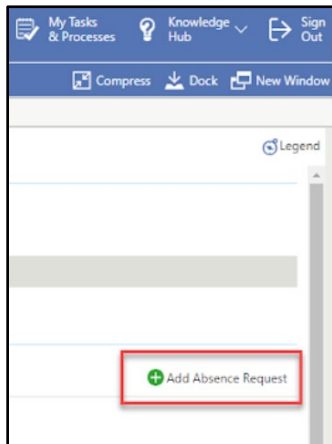 My Tasks
& Processes
Knowledge
Hub
Sign
Out
Compress
Dock
New Window
Legend
Add Absence Request